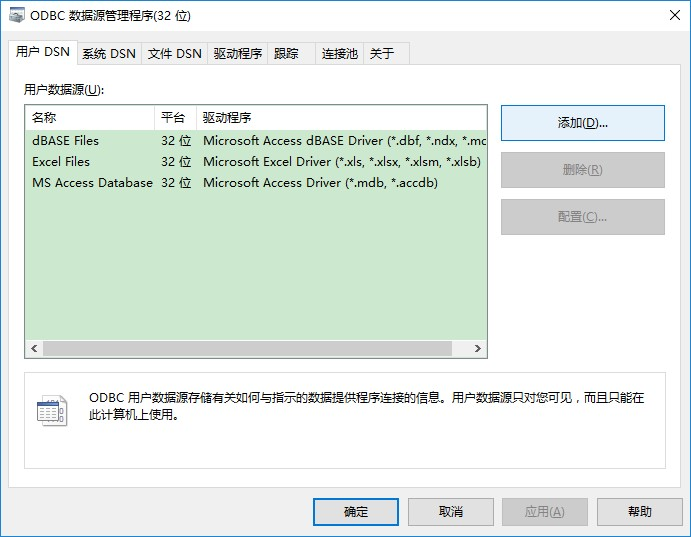 ODBC 数据源管理程序(32 位)
用户 DSN 系统 DSN 文件 DSN 驱动程序 跟踪 连接池 关于
用户数据源(U):
名称 平台 驱动程序
dBASE Files 32 位 Microsoft Access dBASE Driver (*.dbf, *.ndx, *.mc
Excel Files 32 位 Microsoft Excel Driver (*.xls, *.xlsx, *.xlsm, *.xlsb)
MS Access Database 32 位 Microsoft Access Driver (*.mdb, *.accdb)
添加(D)...
删除(R)
配置(C)...
ODBC 用户数据源存储有关如何与指示的数据提供程序连接的信息。用户数据源只对您可见，而且只能在
此计算机上使用。
确定 取消 应用(A) 帮助